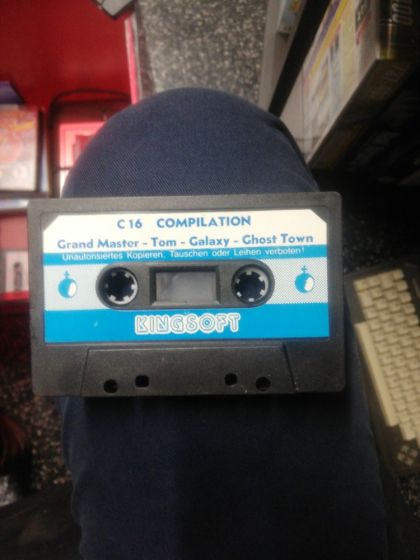 C 16 COMPILATION
Grand Master - Tom - Galaxy - Ghost Town
Unautorisiertes Kopieren, Tauschen oder Leihen verboten!
KINGSOFT